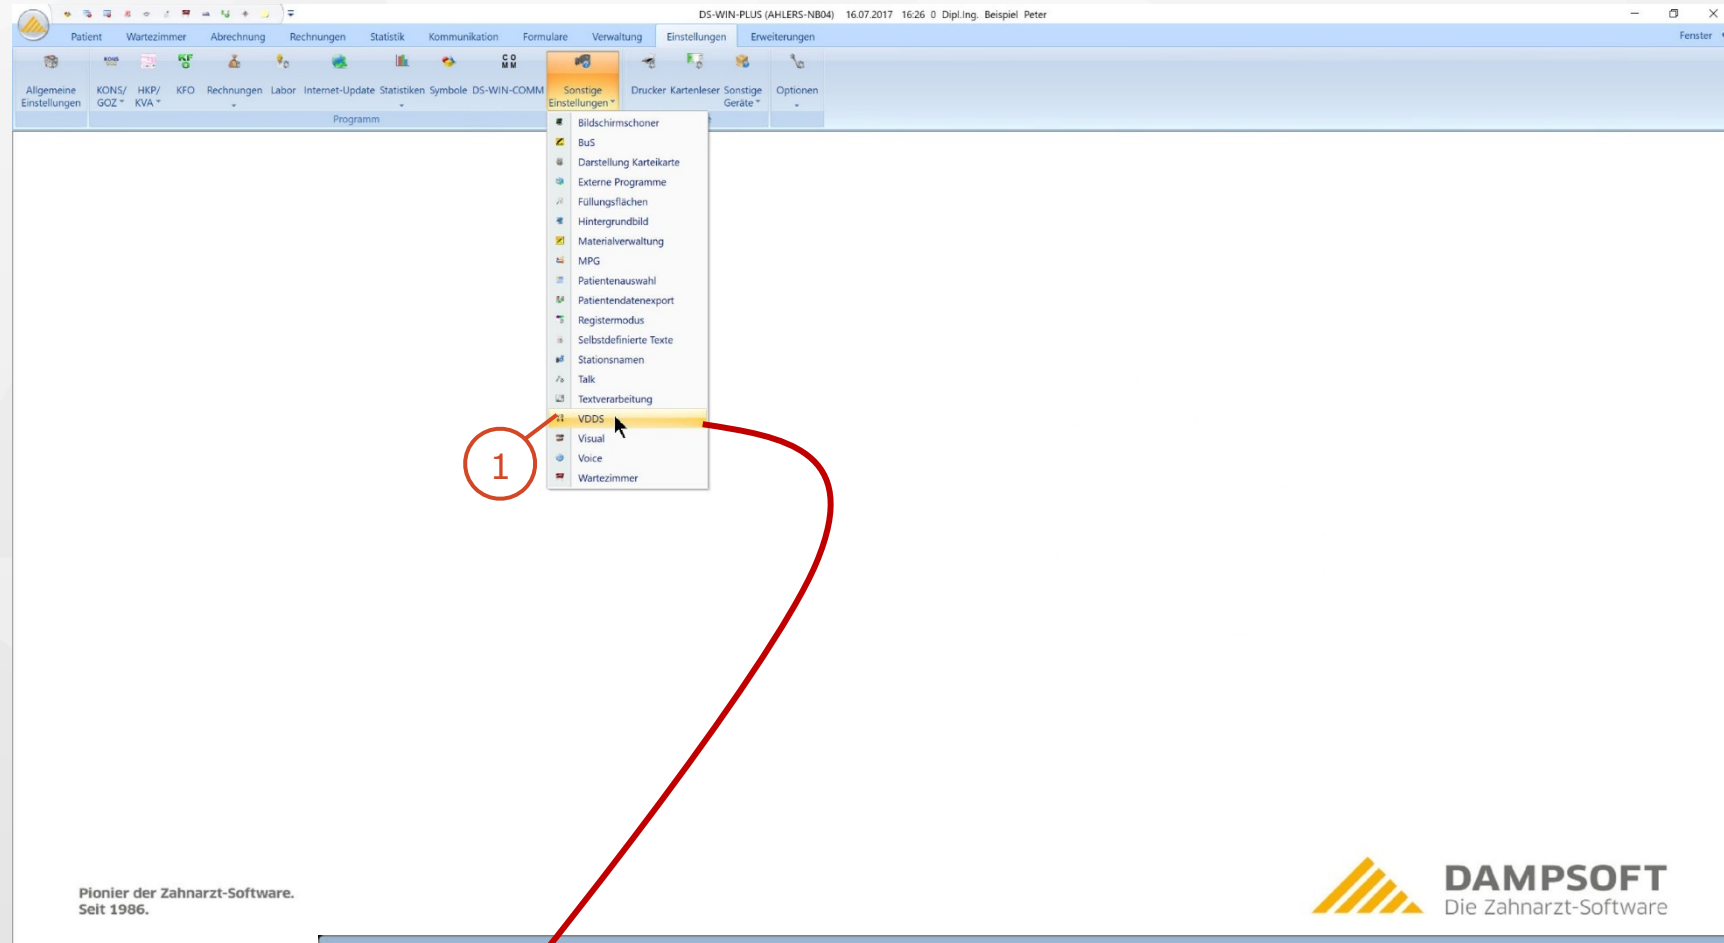 DS-WIN-PLUS (AHLERS-NB04) 16.07.2017 16:26 0 Dipl.Ing. Beispiel Peter
Patient Wartezimmer Abrechnung Rechnungen Statistik Kommunikation Formulare Verwaltung Einstellungen Erweiterungen Fenster
Allgemeine Einstellungen
KONS/ GOZ
HKP/ KVA
KFO
Rechnungen
Labor
Internet-Update
Statistiken
Symbole
DS-WIN-COMM
Sonstige Einstellungen
Drucker
Kartenleser
Sonstige Geräte
Optionen
Programm
Bildschirmschoner
BuS
Darstellung Karteikarte
Externe Programme
Füllungsflächen
Hintergrundbild
Materialverwaltung
MPG
Patientenauswahl
Patientendatenexport
Registermodus
Selbstdefinierte Texte
Stationsnamen
Talk
Textverarbeitung
VDDS
Visual
Voice
Wartezimmer
1
Pionier der Zahnarzt-Software.
Seit 1986.
DAMPSOFT
Die Zahnarzt-Software